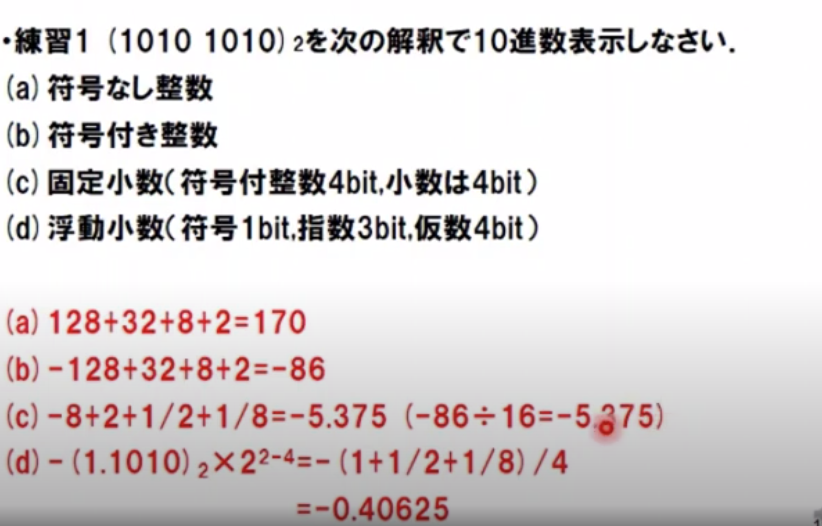 ・練習1 (1010 1010)₂を次の解釈で10進数表示しなさい.
(a) 符号なし整数
(b) 符号付き整数
(c) 固定小数(符号付整数4bit,小数は4bit)
(d) 浮動小数(符号1bit,指数3bit,仮数4bit)
(a) 128+32+8+2=170
(b) -128+32+8+2=-86
(c) -8+2+1/2+1/8=-5.375 (-86÷16=-5.375)
(d) -(1.1010)₂×2²⁻⁴=-(1+1/2+1/8)/4
=-0.40625